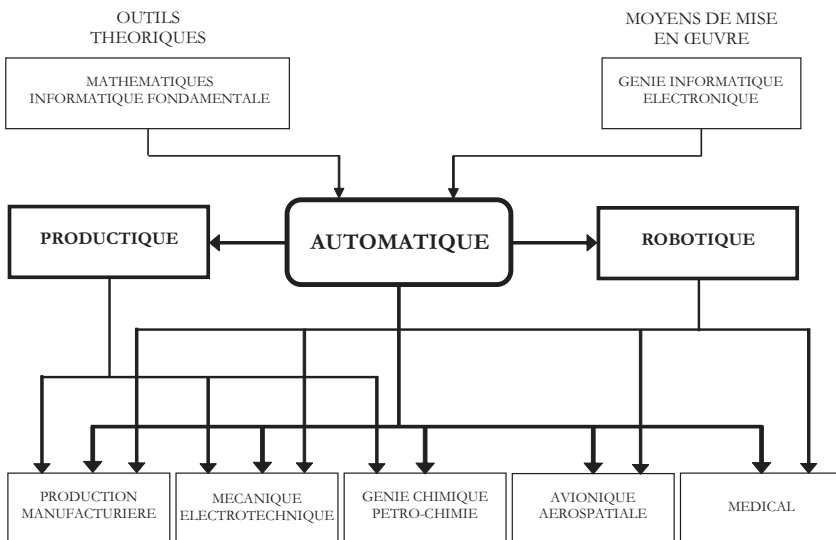 OUTILS
THEORIQUES
MOYENS DE MISE
EN ŒUVRE
MATHEMATIQUES
INFORMATIQUE FONDAMENTALE
GENIE INFORMATIQUE
ELECTRONIQUE
PRODUCTIQUE
AUTOMATIQUE
ROBOTIQUE
PRODUCTION
MANUFACTURIERE
MECANIQUE
ELECTROTECHNIQUE
GENIE CHIMIQUE
PETRO-CHIMIE
AVIONIQUE
AEROSPATIALE
MEDICAL